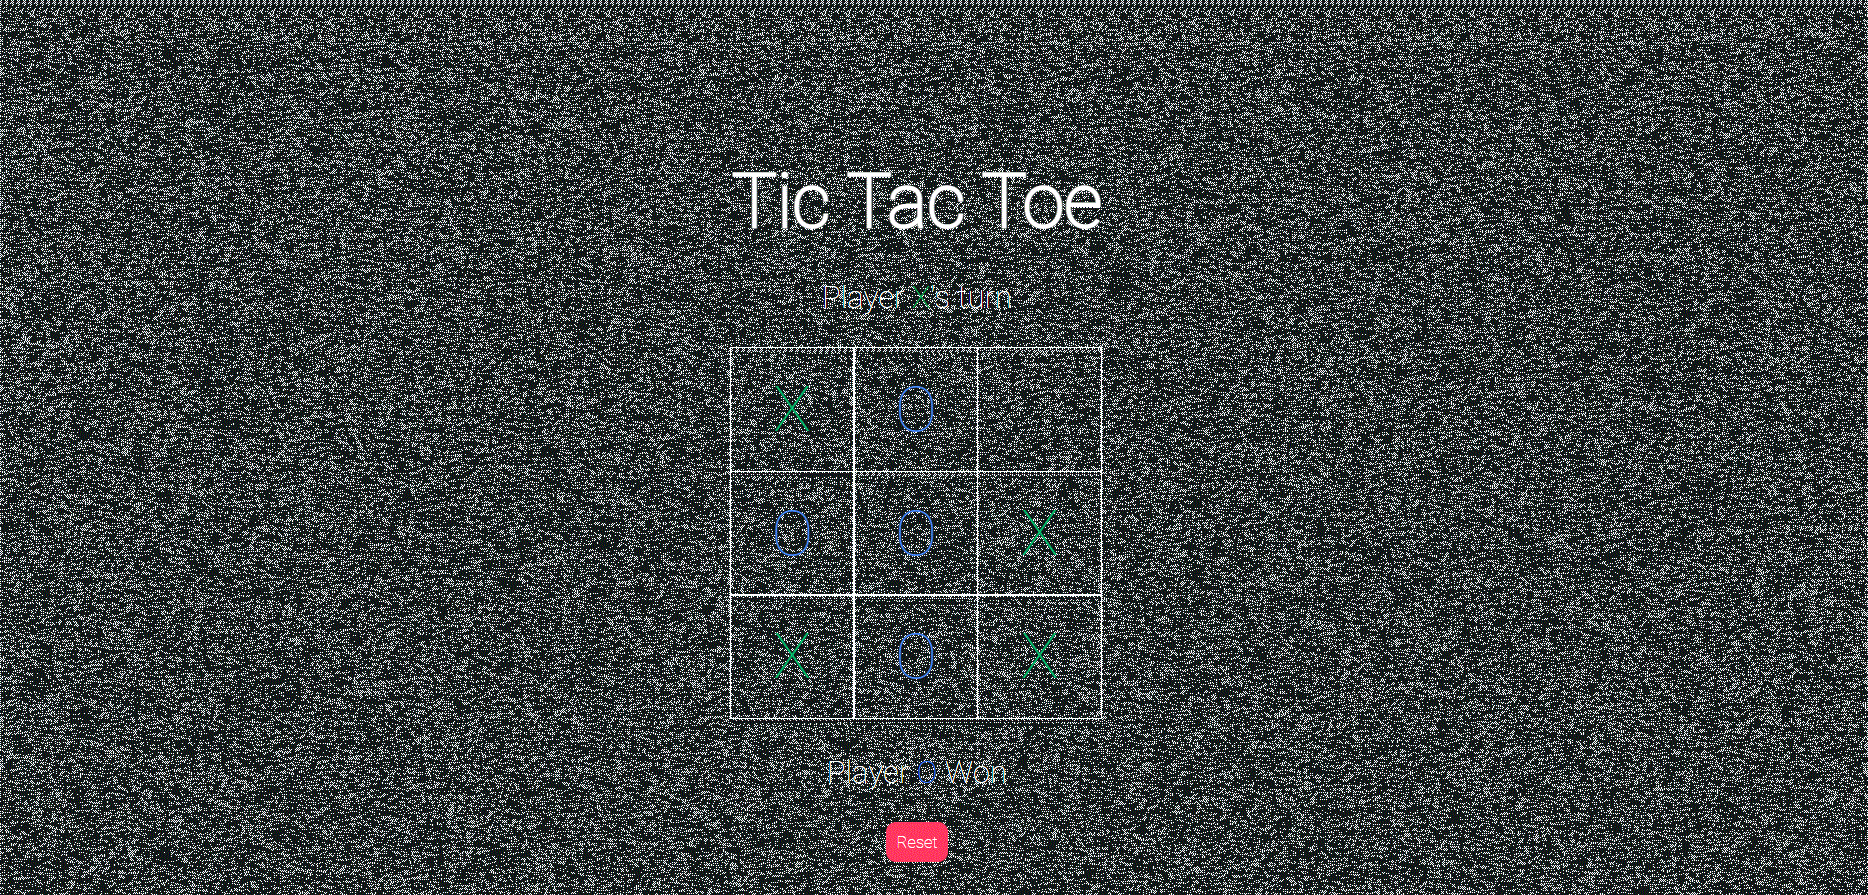 Tic Tac Toe
Player X's turn
X O
O O X
X O X
Player O Won
Reset